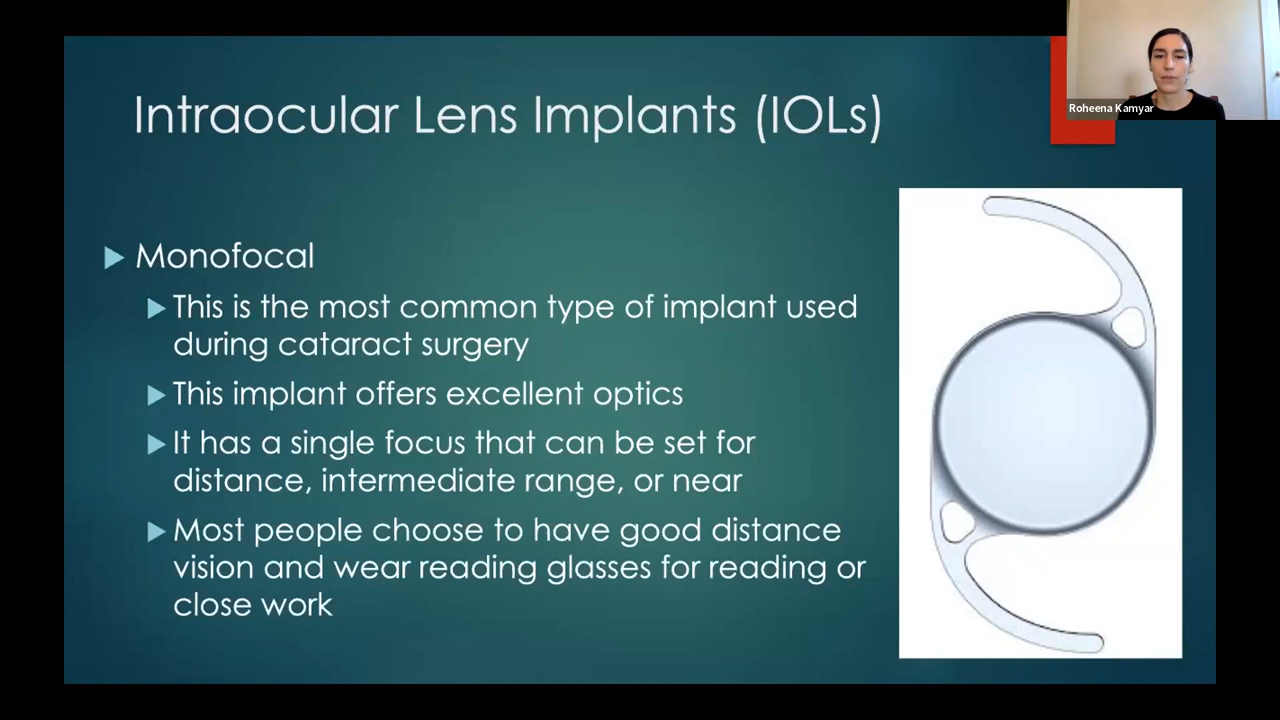 Intraocular Lens Implants (IOLs)
Roheena Kamyar
Monofocal
This is the most common type of implant used
during cataract surgery
This implant offers excellent optics
It has a single focus that can be set for
distance, intermediate range, or near
Most people choose to have good distance
vision and wear reading glasses for reading or
close work